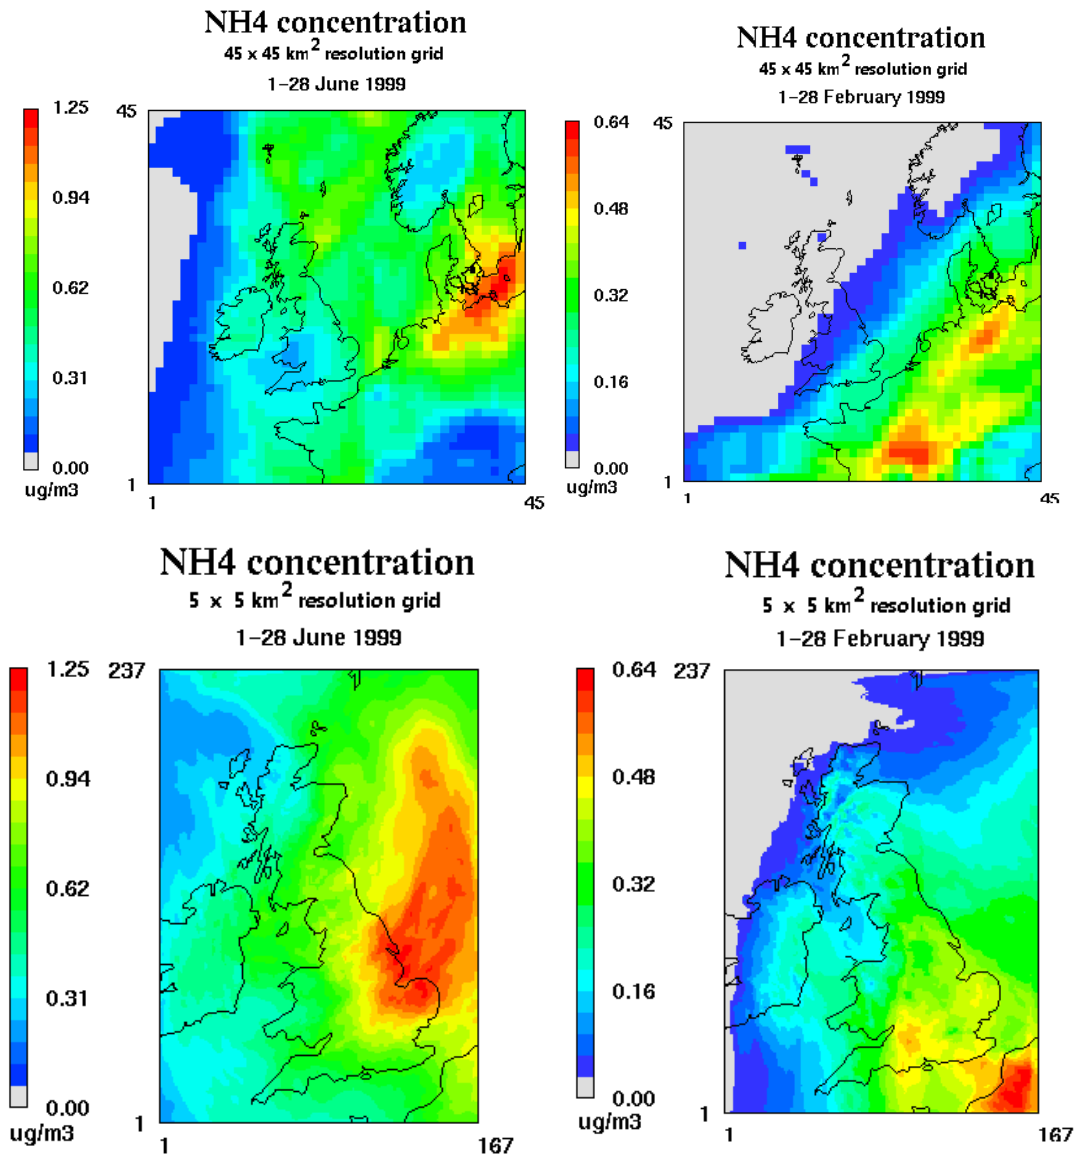 NH4 concentration
45 x 45 km2 resolution grid
1–28 June 1999
45
1.25
0.94
0.62
0.31
0.00
ug/m3
1
1
45
NH4 concentration
45 x 45 km2 resolution grid
1–28 February 1999
45
0.64
0.48
0.32
0.16
0.00
ug/m3
1
1
45
NH4 concentration
5 x 5 km2 resolution grid
1–28 June 1999
237
1.25
0.94
0.62
0.31
0.00
ug/m3
1
1
167
NH4 concentration
5 x 5 km2 resolution grid
1–28 February 1999
237
0.64
0.48
0.32
0.16
0.00
ug/m3
1
1
167